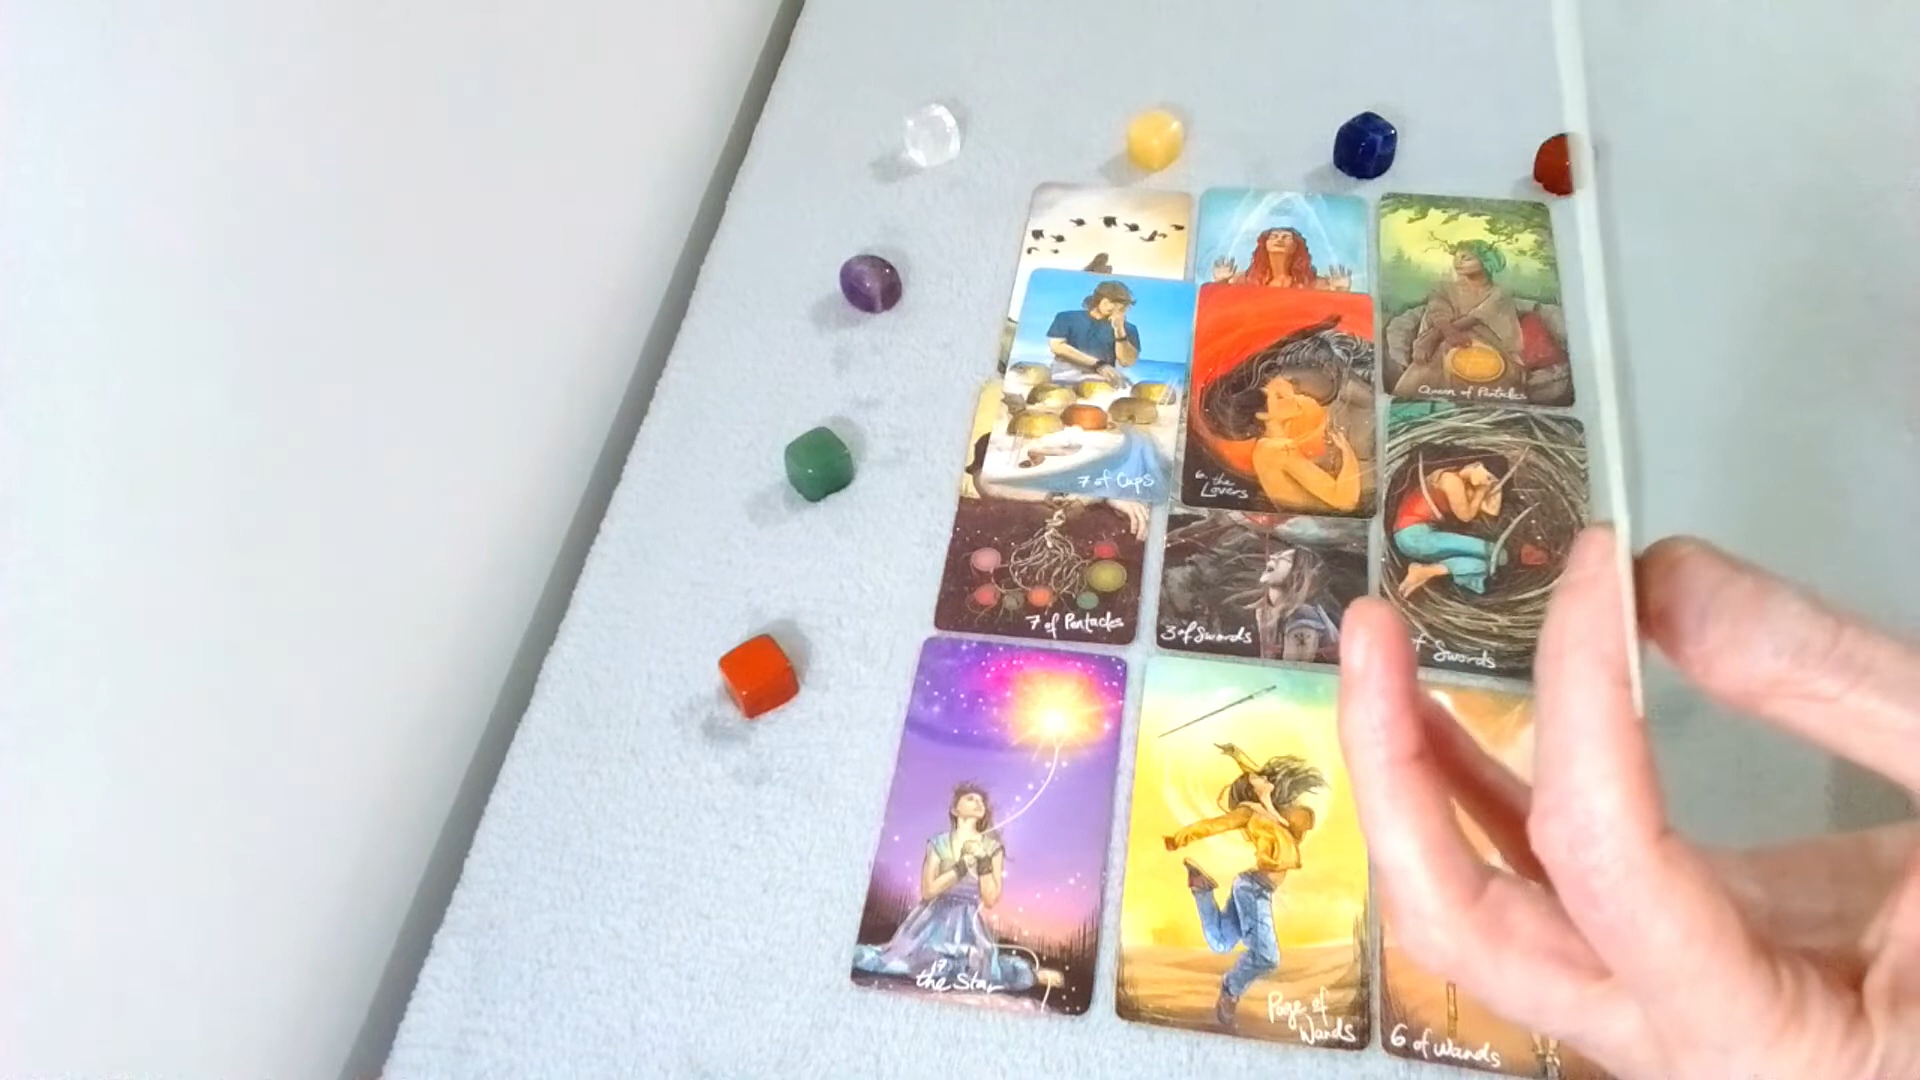 Queen of Pentacles
7 of Cups
6. the
Lovers
7 of Pentacles
3 of Swords
f Swords
17
the Star
Page of
Wands
6 of Wands